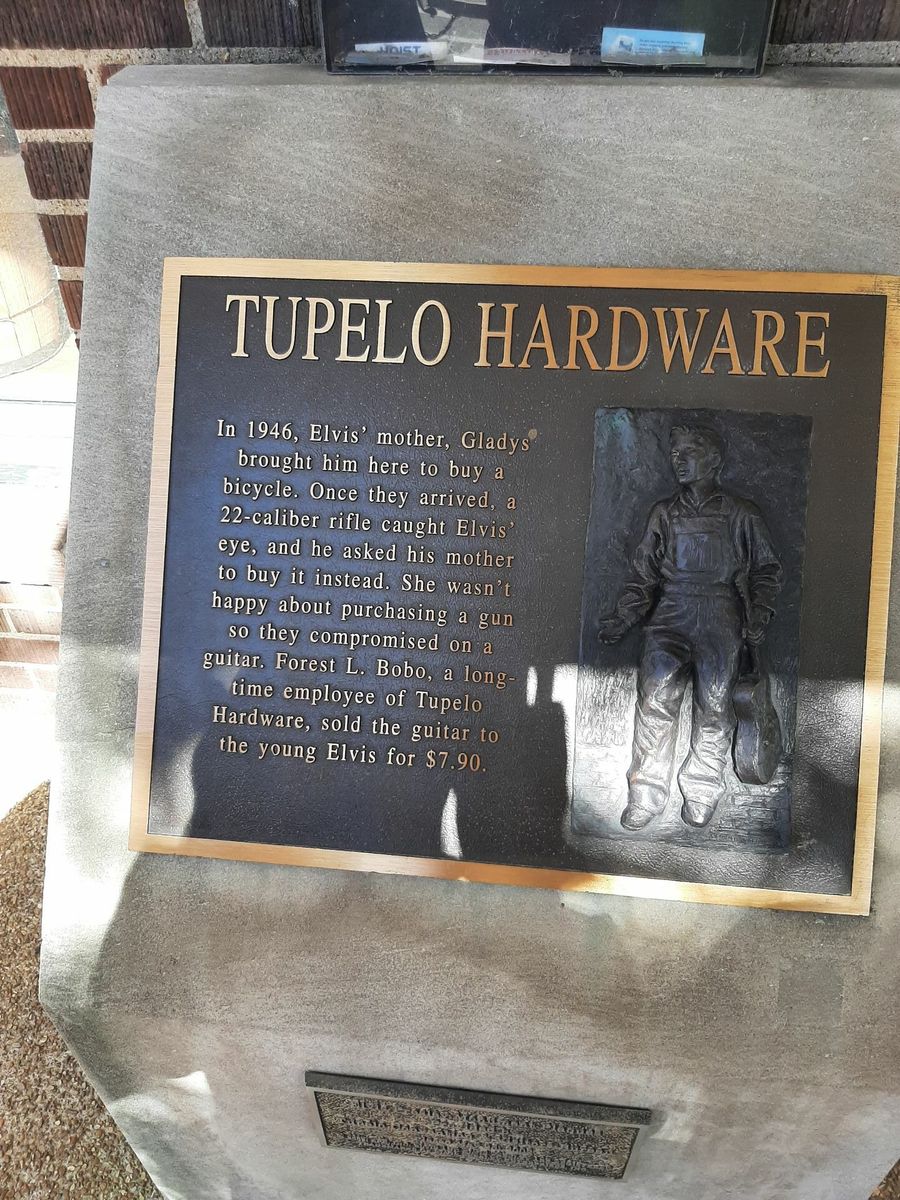 HOIST
TUPELO HARDWARE
In 1946, Elvis' mother, Gladys
brought him here to buy a
bicycle. Once they arrived, a
22-caliber rifle caught Elvis'
eye, and he asked his mother
to buy it instead. She wasn't
happy about purchasing a gun
so they compromised on a
guitar. Forest L. Bobo, a long-
time employee of Tupelo
Hardware, sold the guitar to
the young Elvis for $7.90.